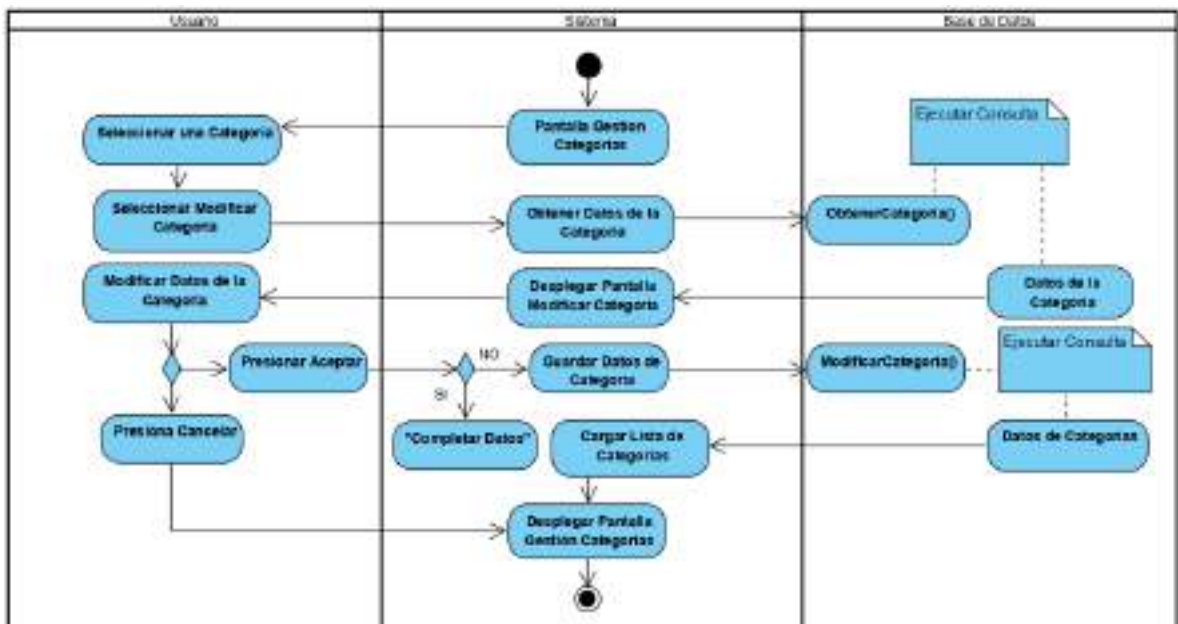 Usuario
Sistema
Base de Datos
Pantalla Gestion
Categorias
Seleccionar una Categoria
Ejecutar Consulta
Seleccionar Modificar
Categoria
Obtener Datos de la
Categoria
ObtenerCategoria()
Modificar Datos de la
Categoria
Desplegar Pantalla
Modificar Categoria
Datos de la
Categoria
Ejecutar Consulta
Presionar Aceptar
NO
Guardar Datos de
Categoria
ModificarCategoria()
SI
Presiona Cancelar
"Completar Datos"
Cargar Lista de
Categorias
Datos de Categorias
Desplegar Pantalla
Gestión Categorias